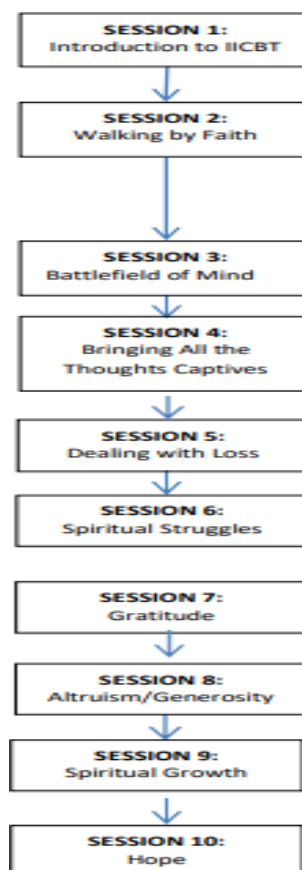 SESSION 1:
Introduction to IICBT
SESSION 2:
Walking by Faith
SESSION 3:
Battlefield of Mind
SESSION 4:
Bringing All the
Thoughts Captives
SESSION 5:
Dealing with Loss
SESSION 6:
Spiritual Struggles
SESSION 7:
Gratitude
SESSION 8:
Altruism/Generosity
SESSION 9:
Spiritual Growth
SESSION 10:
Hope